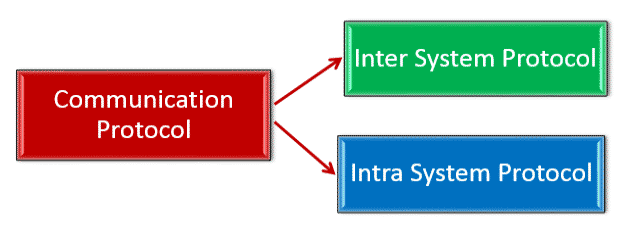 Communication
Protocol
Inter System Protocol
Intra System Protocol